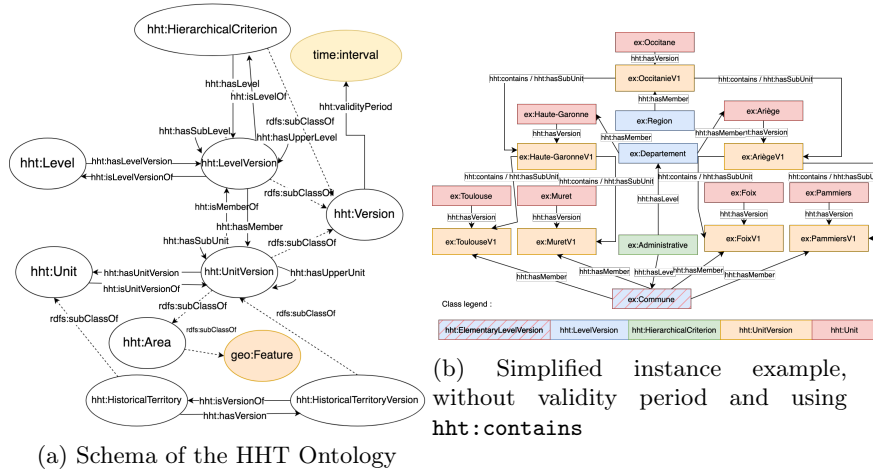 hht:HierarchicalCriterion
time:interval
hht:hasLevel
hht:isLevelOf
hht:validityPeriod
rdfs:subClassOf
hht:hasSubLevel
hht:hasUpperLevel
hht:Level
hht:hasLevelVersion
hht:isLevelVersionOf
hht:LevelVersion
rdfs:subClassOf
hht:isMemberOf
hht:Version
hht:hasMember
hht:hasSubUnit
rdfs:subClassOf
hht:Unit
hht:hasUnitVersion
hht:isUnitVersionOf
hht:UnitVersion
hht:hasUpperUnit
rdfs:subClassOf
rdfs:subClassOf
rdfs:subClassOf
rdfs:subClassOf
hht:Area
geo:Feature
hht:HistoricalTerritory
hht:isVersionOf
hht:hasVersion
hht:HistoricalTerritoryVersion
(a) Schema of the HHT Ontology
ex:Occitane
hht:hasVersion
hht:contains / hht:hasSubUnit
ex:OccitanieV1
hht:contains / hht:hasSubUnit
hht:hasMember
ex:Haute-Garonne
ex:Region
ex:Ariège
hht:hasVersion
hht:hasMember
hht:hasMember
hht:hasVersion
ex:Haute-GaronneV1
ex:Departement
ex:AriègeV1
hht:contains / hht:hasSubUnit
hht:contains / hht:hasSubUnit
ex:Toulouse
ex:Muret
hht:hasLevel
ex:Foix
ex:Pammiers
hht:hasVersion
hht:hasVersion
hht:hasVersion
hht:hasVersion
ex:ToulouseV1
ex:MuretV1
ex:Administrative
ex:FoixV1
ex:PammiersV1
hht:hasMember
hht:hasMember
hht:hasLevel
hht:hasMember
hht:hasMember
ex:Commune
Class legend :
hht:ElementaryLevelVersion
hht:LevelVersion
hht:HierarchicalCriterion
hht:UnitVersion
hht:Unit
(b) Simplified instance example,
without validity period and using
hht:contains